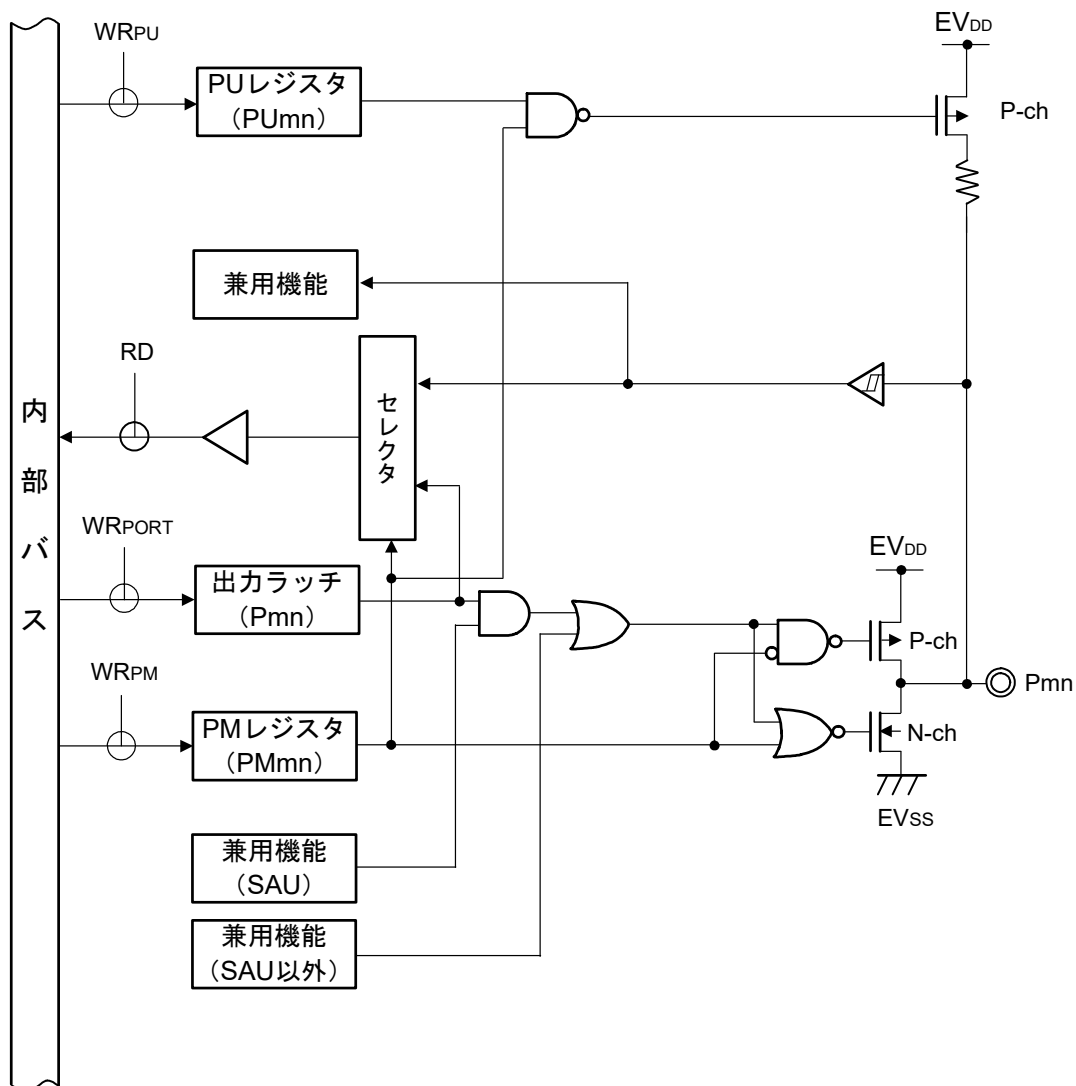 WRPU
PUレジスタ
（PUmn）
EVDD
P-ch
兼用機能
RD
セレクタ
内部バス
WRPORT
出力ラッチ
（Pmn）
EVDD
P-ch
Pmn
WRPM
PMレジスタ
（PMmn）
N-ch
EVSS
兼用機能
（SAU）
兼用機能
（SAU以外）